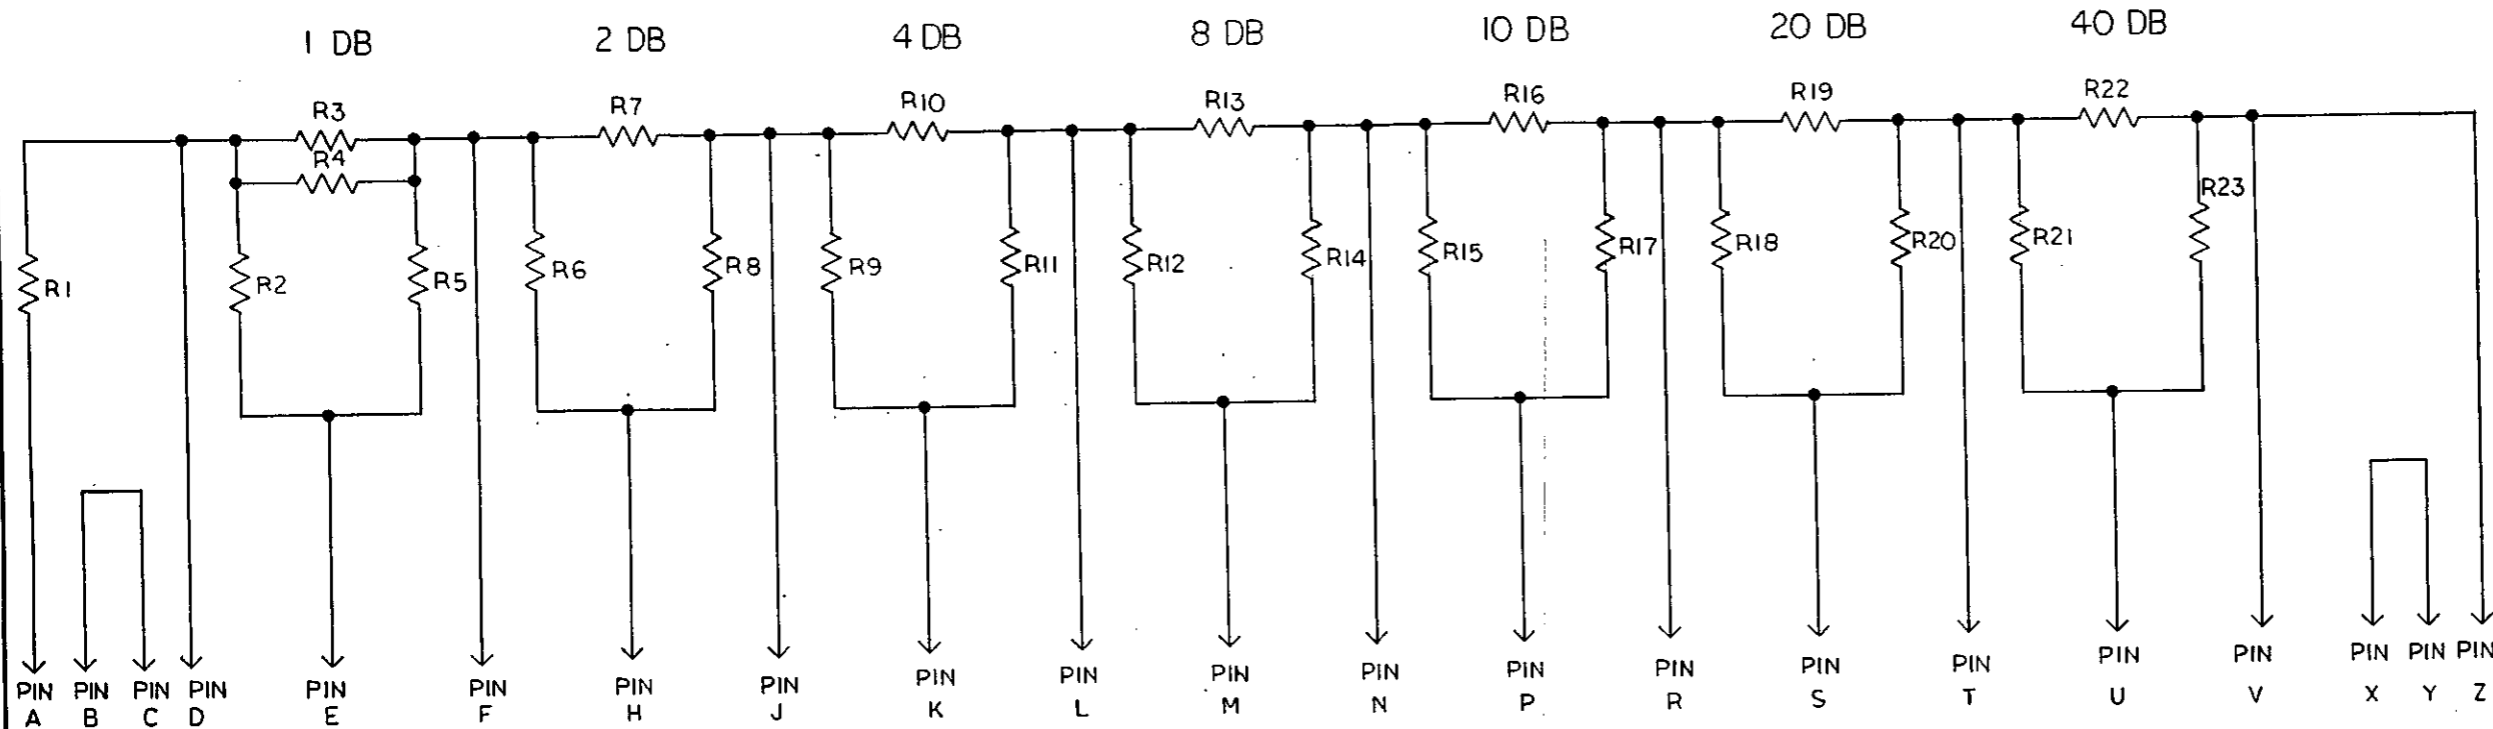 1 DB 2 DB 4 DB 8 DB 10 DB 20 DB 40 DB
R3 R7 R10 R13 R16 R19 R22
R4
R1 R2 R5 R6 R8 R9 R11 R12 R14 R15 R17 R18 R20 R21 R23
PIN PIN PIN PIN PIN PIN PIN PIN PIN PIN PIN PIN PIN PIN PIN PIN PIN PIN PIN PIN PIN
A B C D E F H J K L M N P R S T U V X Y Z